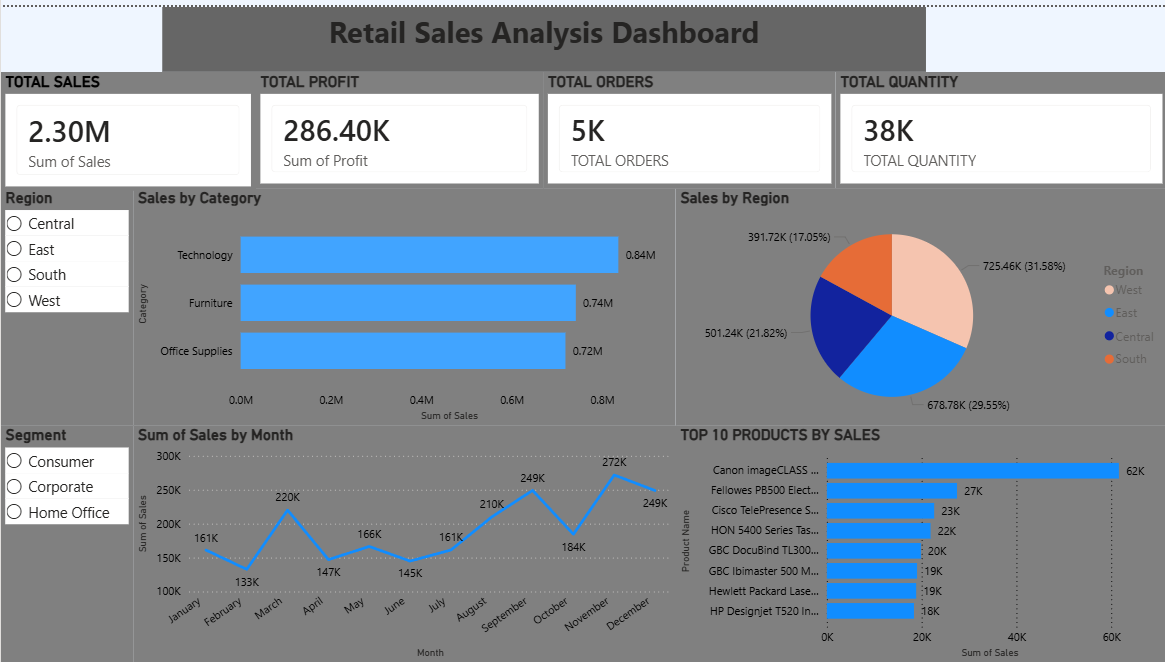 Retail Sales Analysis Dashboard
TOTAL SALES
2.30M
Sum of Sales
TOTAL PROFIT
286.40K
Sum of Profit
TOTAL ORDERS
5K
TOTAL ORDERS
TOTAL QUANTITY
38K
TOTAL QUANTITY
Region
Central
East
South
West
Sales by Category
Category
Technology
0.84M
Furniture
0.74M
Office Supplies
0.72M
0.0M 0.2M 0.4M 0.6M 0.8M
Sum of Sales
Sales by Region
391.72K (17.05%)
725.46K (31.58%)
501.24K (21.82%)
678.78K (29.55%)
Region
West
East
Central
South
Segment
Consumer
Corporate
Home Office
Sum of Sales by Month
Sum of Sales
300K
250K
200K
150K
100K
161K
133K
220K
147K
166K
145K
161K
210K
249K
184K
272K
249K
January February March April May June July August September October November December
Month
TOP 10 PRODUCTS BY SALES
Product Name
Canon imageCLASS ... 62K
Fellowes PB500 Elect... 27K
Cisco TelePresence S... 23K
HON 5400 Series Tas... 22K
GBC DocuBind TL300... 20K
GBC Ibimaster 500 M... 19K
Hewlett Packard Lase... 19K
HP Designjet T520 In... 18K
0K 20K 40K 60K
Sum of Sales